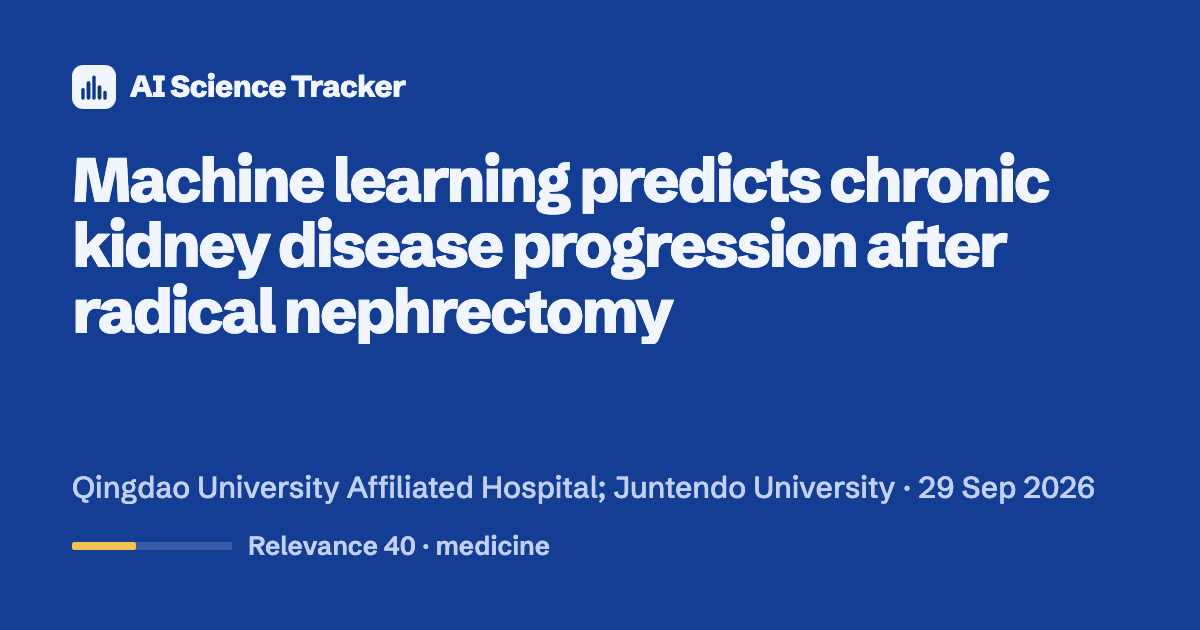 AI Science Tracker
Machine learning predicts chronic
kidney disease progression after
radical nephrectomy
Qingdao University Affiliated Hospital; Juntendo University · 29 Sep 2026
Relevance 40 · medicine